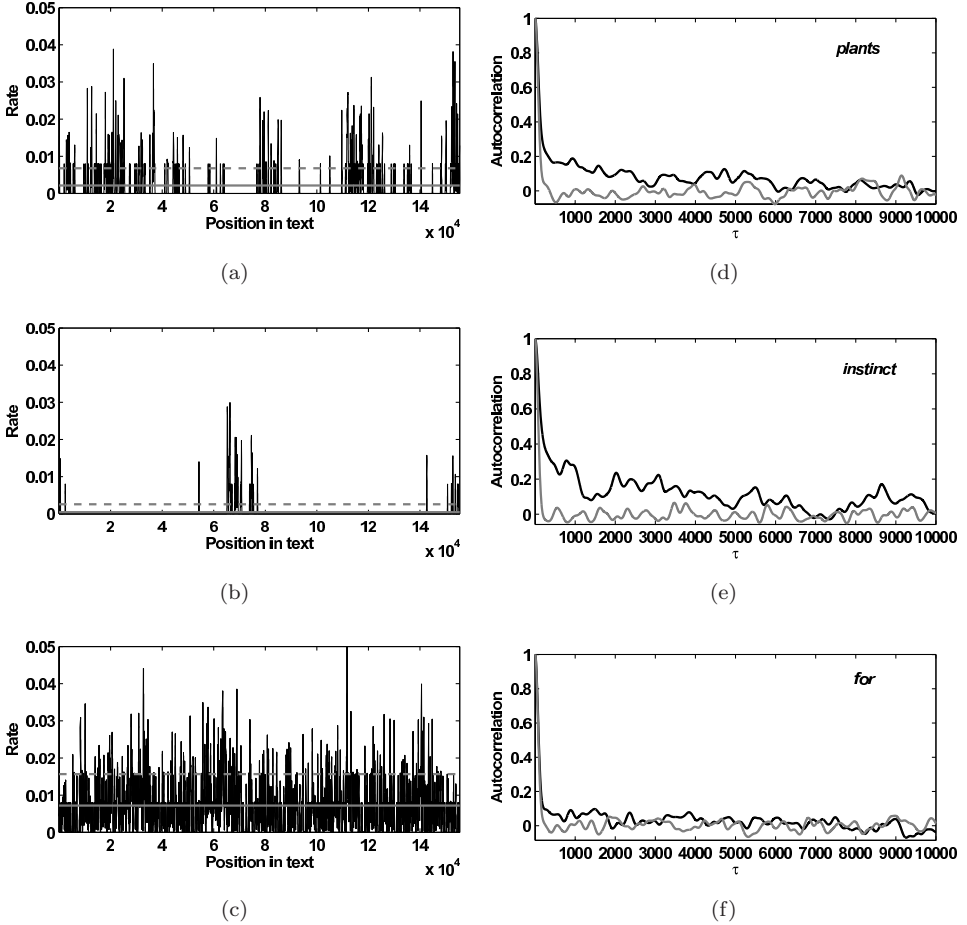 0.05
0.04
0.03
0.02
0.01
0
Rate
2 4 6 8 10 12 14
Position in text
x 10^4
(a)
1
0.8
0.6
0.4
0.2
0
Autocorrelation
plants
1000 2000 3000 4000 5000 6000 7000 8000 9000 10000
τ
(d)
0.05
0.04
0.03
0.02
0.01
0
Rate
2 4 6 8 10 12 14
Position in text
x 10^4
(b)
1
0.8
0.6
0.4
0.2
0
Autocorrelation
instinct
1000 2000 3000 4000 5000 6000 7000 8000 9000 10000
τ
(e)
0.05
0.04
0.03
0.02
0.01
0
Rate
2 4 6 8 10 12 14
Position in text
x 10^4
(c)
1
0.8
0.6
0.4
0.2
0
Autocorrelation
for
1000 2000 3000 4000 5000 6000 7000 8000 9000 10000
τ
(f)